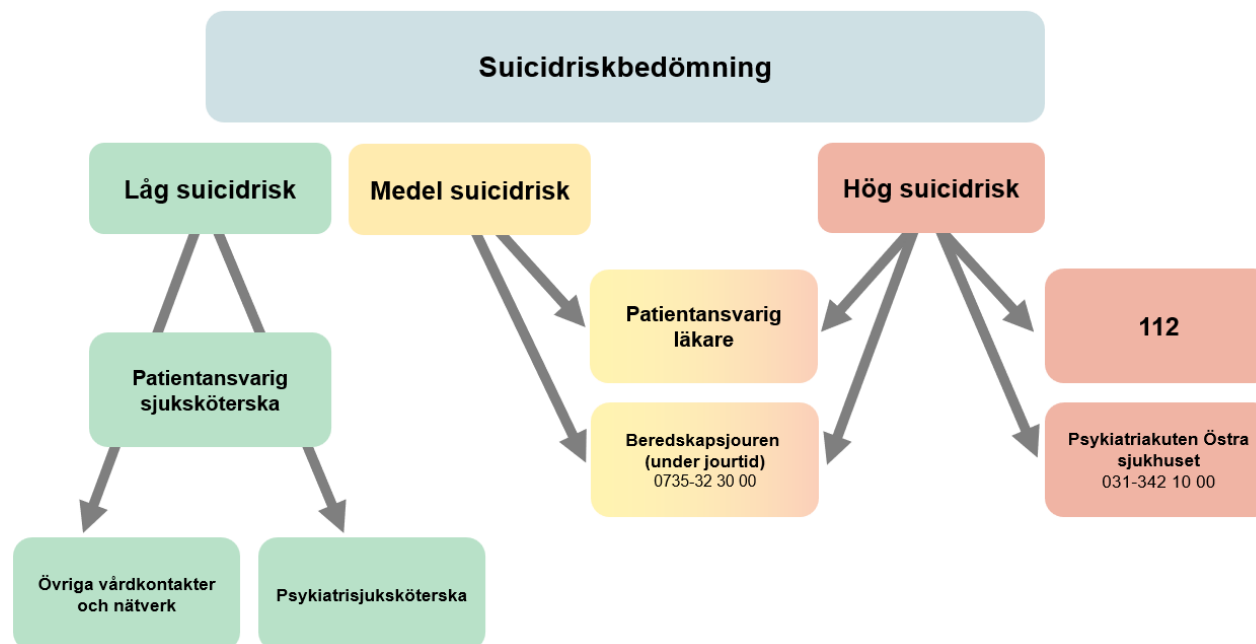 Suicidriskbedömning
Låg suicidrisk
Medel suicidrisk
Hög suicidrisk
Patientansvarig
läkare
112
Patientansvarig
sjuksköterska
Beredskapsjouren
(under jourtid)
0735-32 30 00
Psykiatriakuten Östra
sjukhuset
031-342 10 00
Övriga vårdkontakter
och nätverk
Psykiatrisjuksköterska